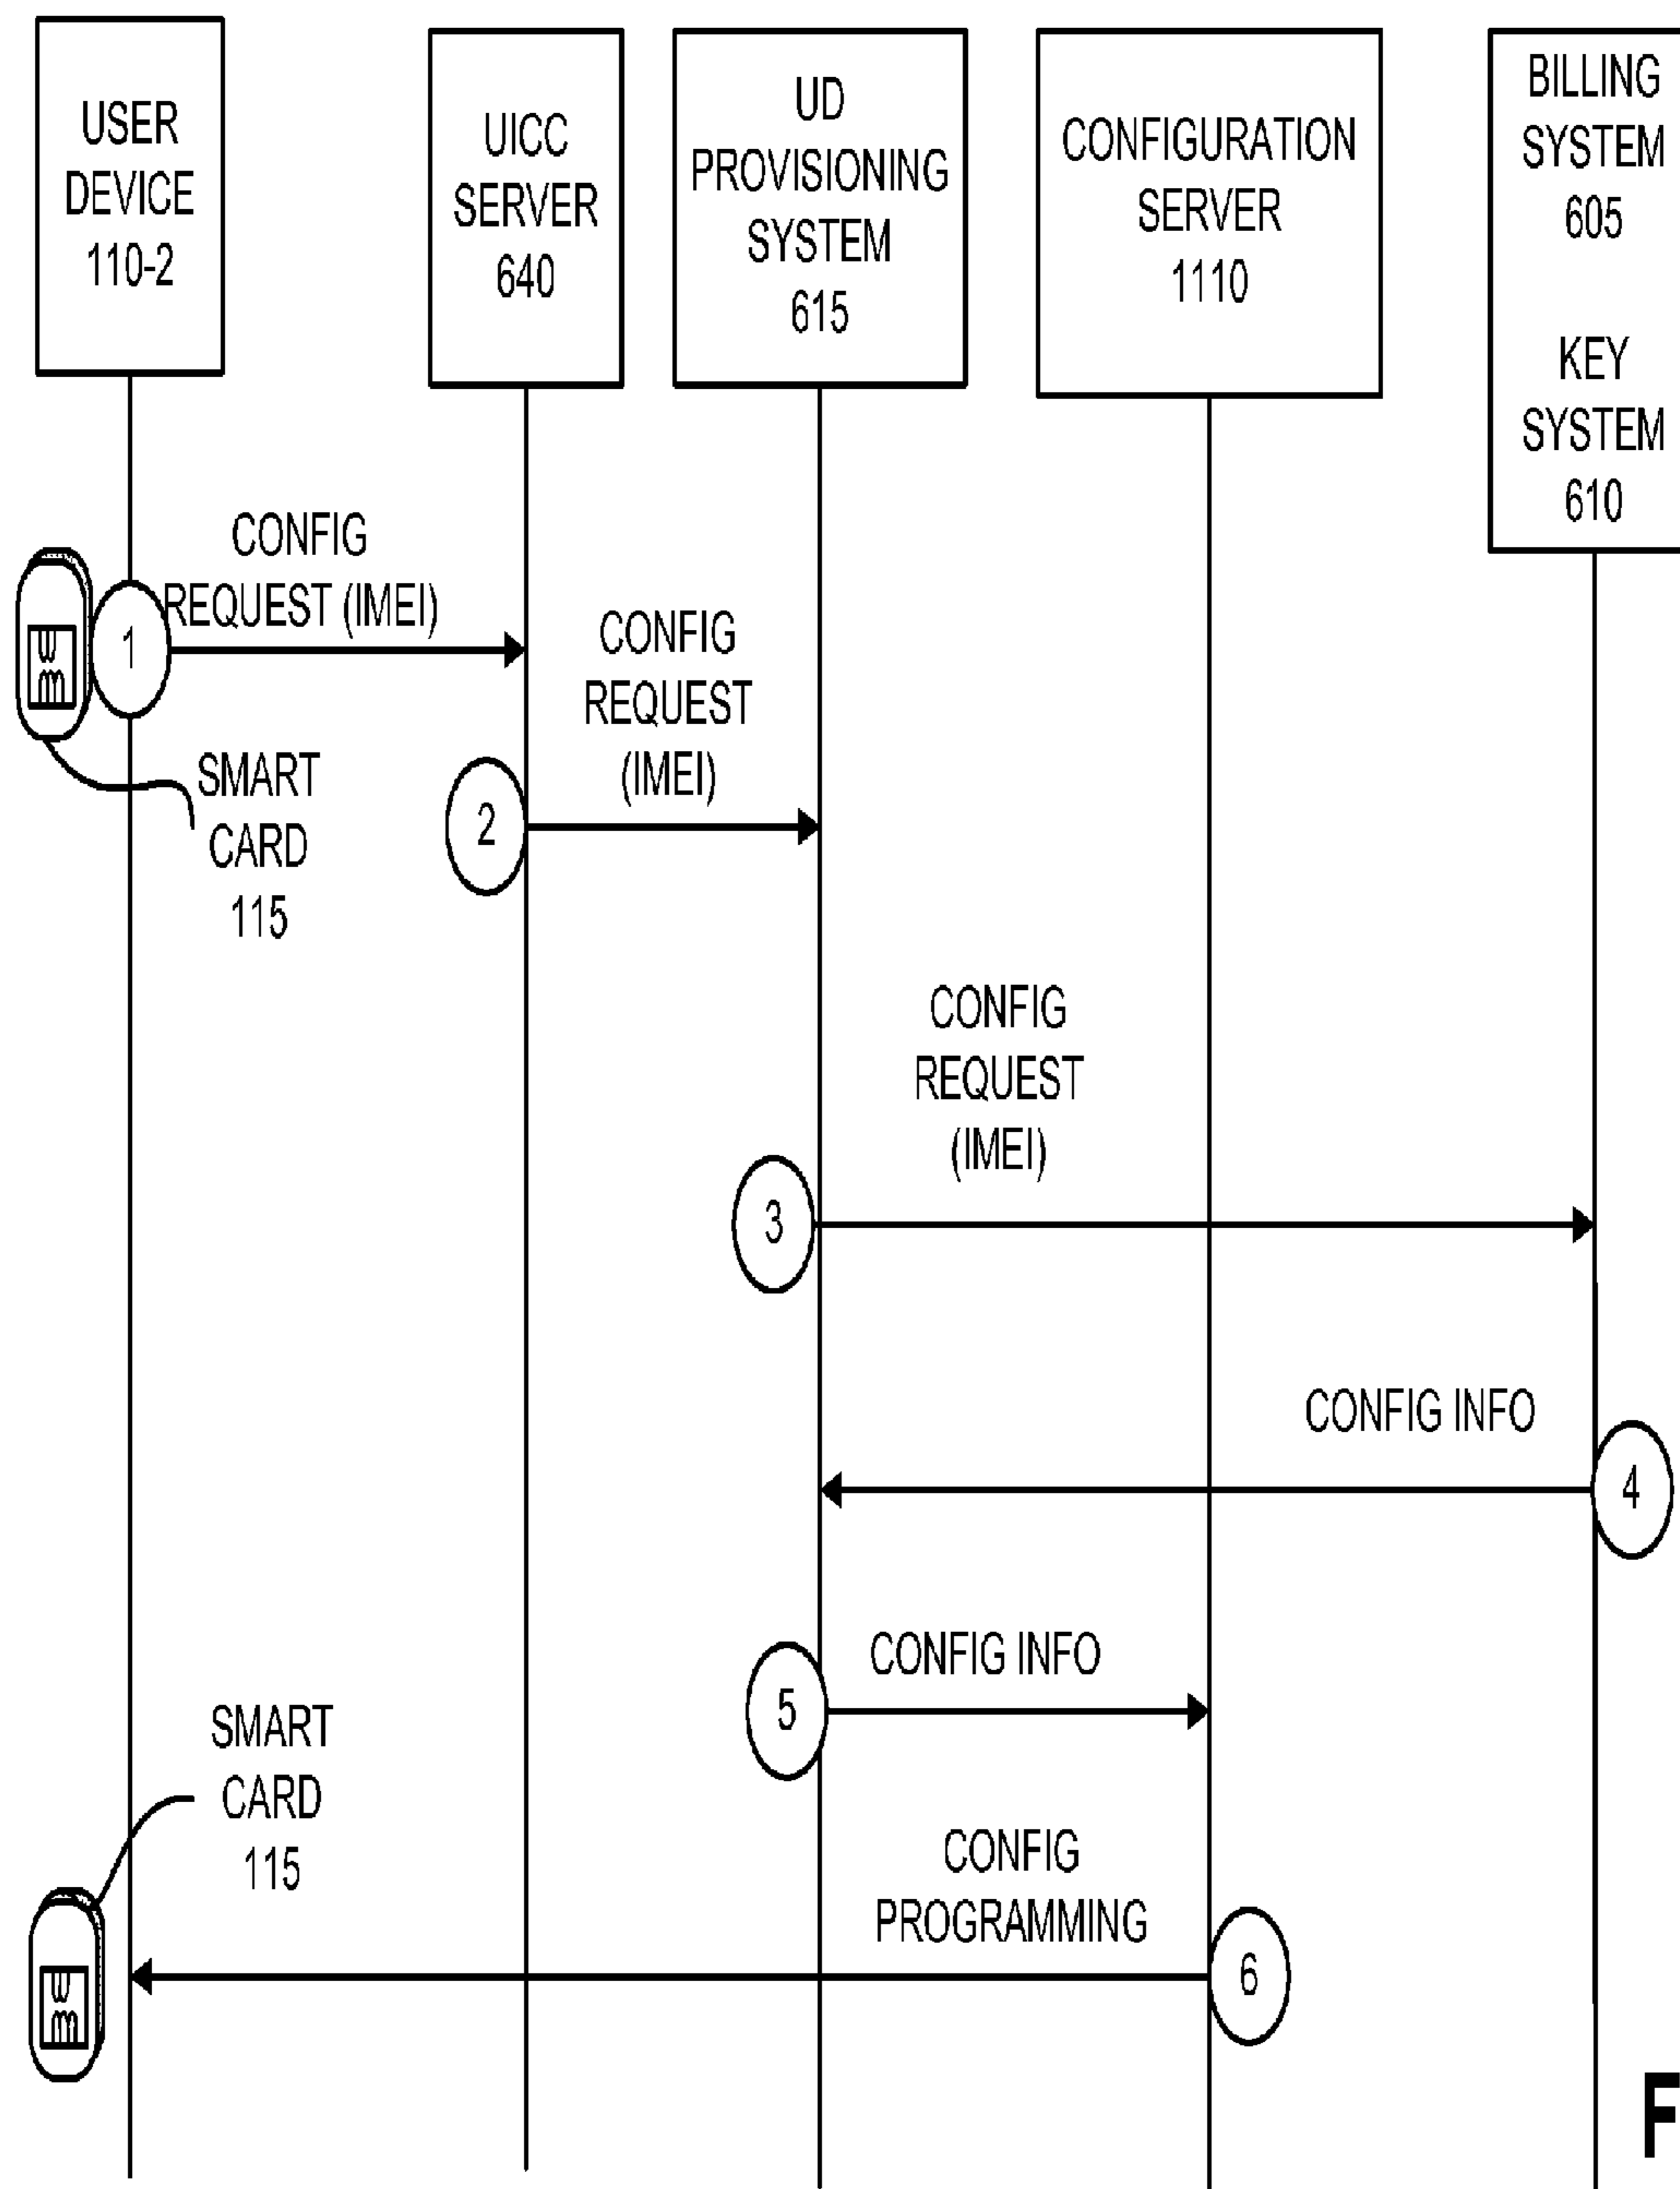 USER
DEVICE
110-2
UICC
SERVER
640
UD
PROVISIONING
SYSTEM
615
CONFIGURATION
SERVER
1110
BILLING
SYSTEM
605
KEY
SYSTEM
610
CONFIG
REQUEST (IMEI)
1
SMART
CARD
115
CONFIG
REQUEST
(IMEI)
2
CONFIG
REQUEST
(IMEI)
3
CONFIG INFO
4
CONFIG INFO
5
SMART
CARD
115
CONFIG
PROGRAMMING
6
F